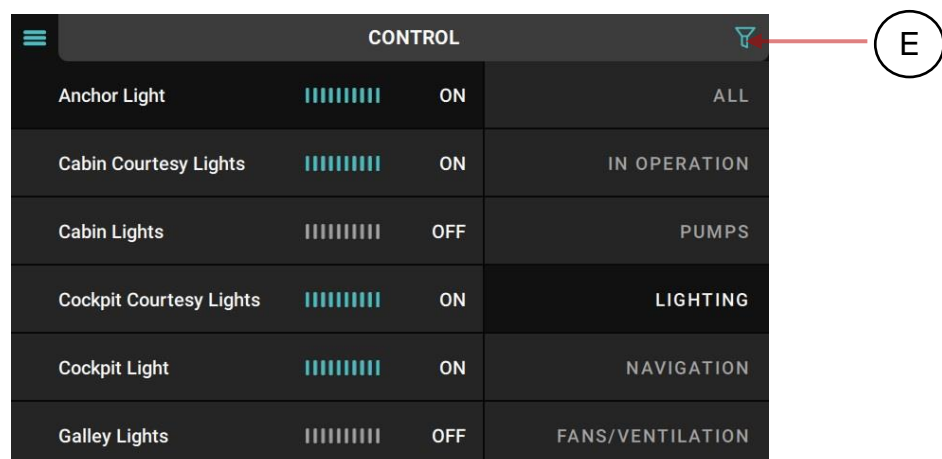 CONTROL
E
Anchor Light ON ALL
Cabin Courtesy Lights ON IN OPERATION
Cabin Lights OFF PUMPS
Cockpit Courtesy Lights ON LIGHTING
Cockpit Light ON NAVIGATION
Galley Lights OFF FANS/VENTILATION